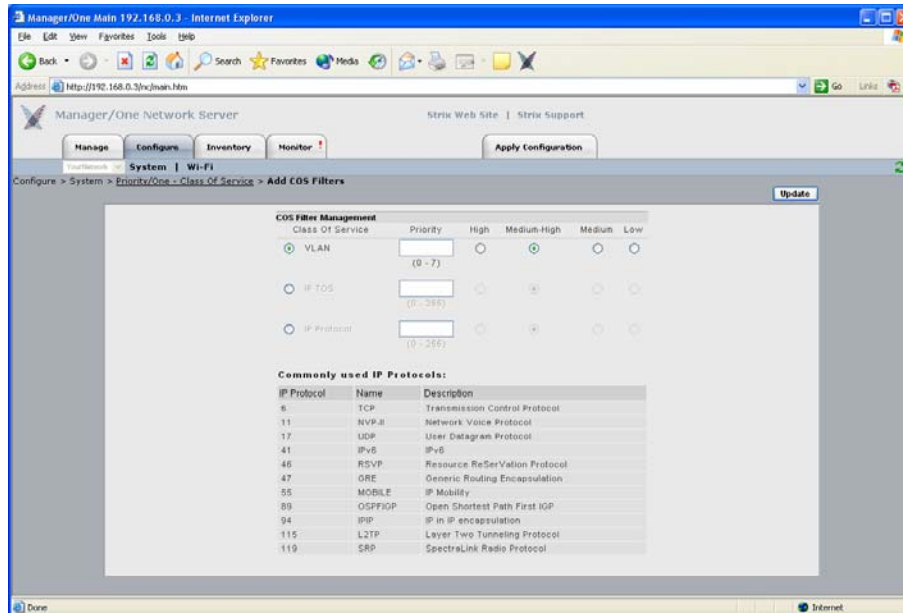 Manager/One Main 192.168.0.3 - Internet Explorer
File Edit View Favorites Tools Help
Back Search Favorites Media
Address http://192.168.0.3/nc/main.htm Go Links
Manager/One Network Server Strix Web Site | Strix Support
Manage Configure Inventory Monitor ! Apply Configuration
YourNetwork System | Wi-Fi
Configure > System > Priority/One - Class Of Service > Add COS Filters
Update
COS Filter Management
Class Of Service Priority High Medium-High Medium Low
VLAN
(0 - 7)
IP TOS
(0 - 255)
IP Protocol
(0 - 255)
Commonly used IP Protocols:
IP Protocol Name Description
6 TCP Transmission Control Protocol
11 NVP-II Network Voice Protocol
17 UDP User Datagram Protocol
41 IPv6 IPv6
46 RSVP Resource ReSerVation Protocol
47 GRE Generic Routing Encapsulation
55 MOBILE IP Mobility
89 OSPFIGP Open Shortest Path First IGP
94 IPIP IP in IP encapsulation
115 L2TP Layer Two Tunneling Protocol
119 SRP SpectraLink Radio Protocol
Done Internet